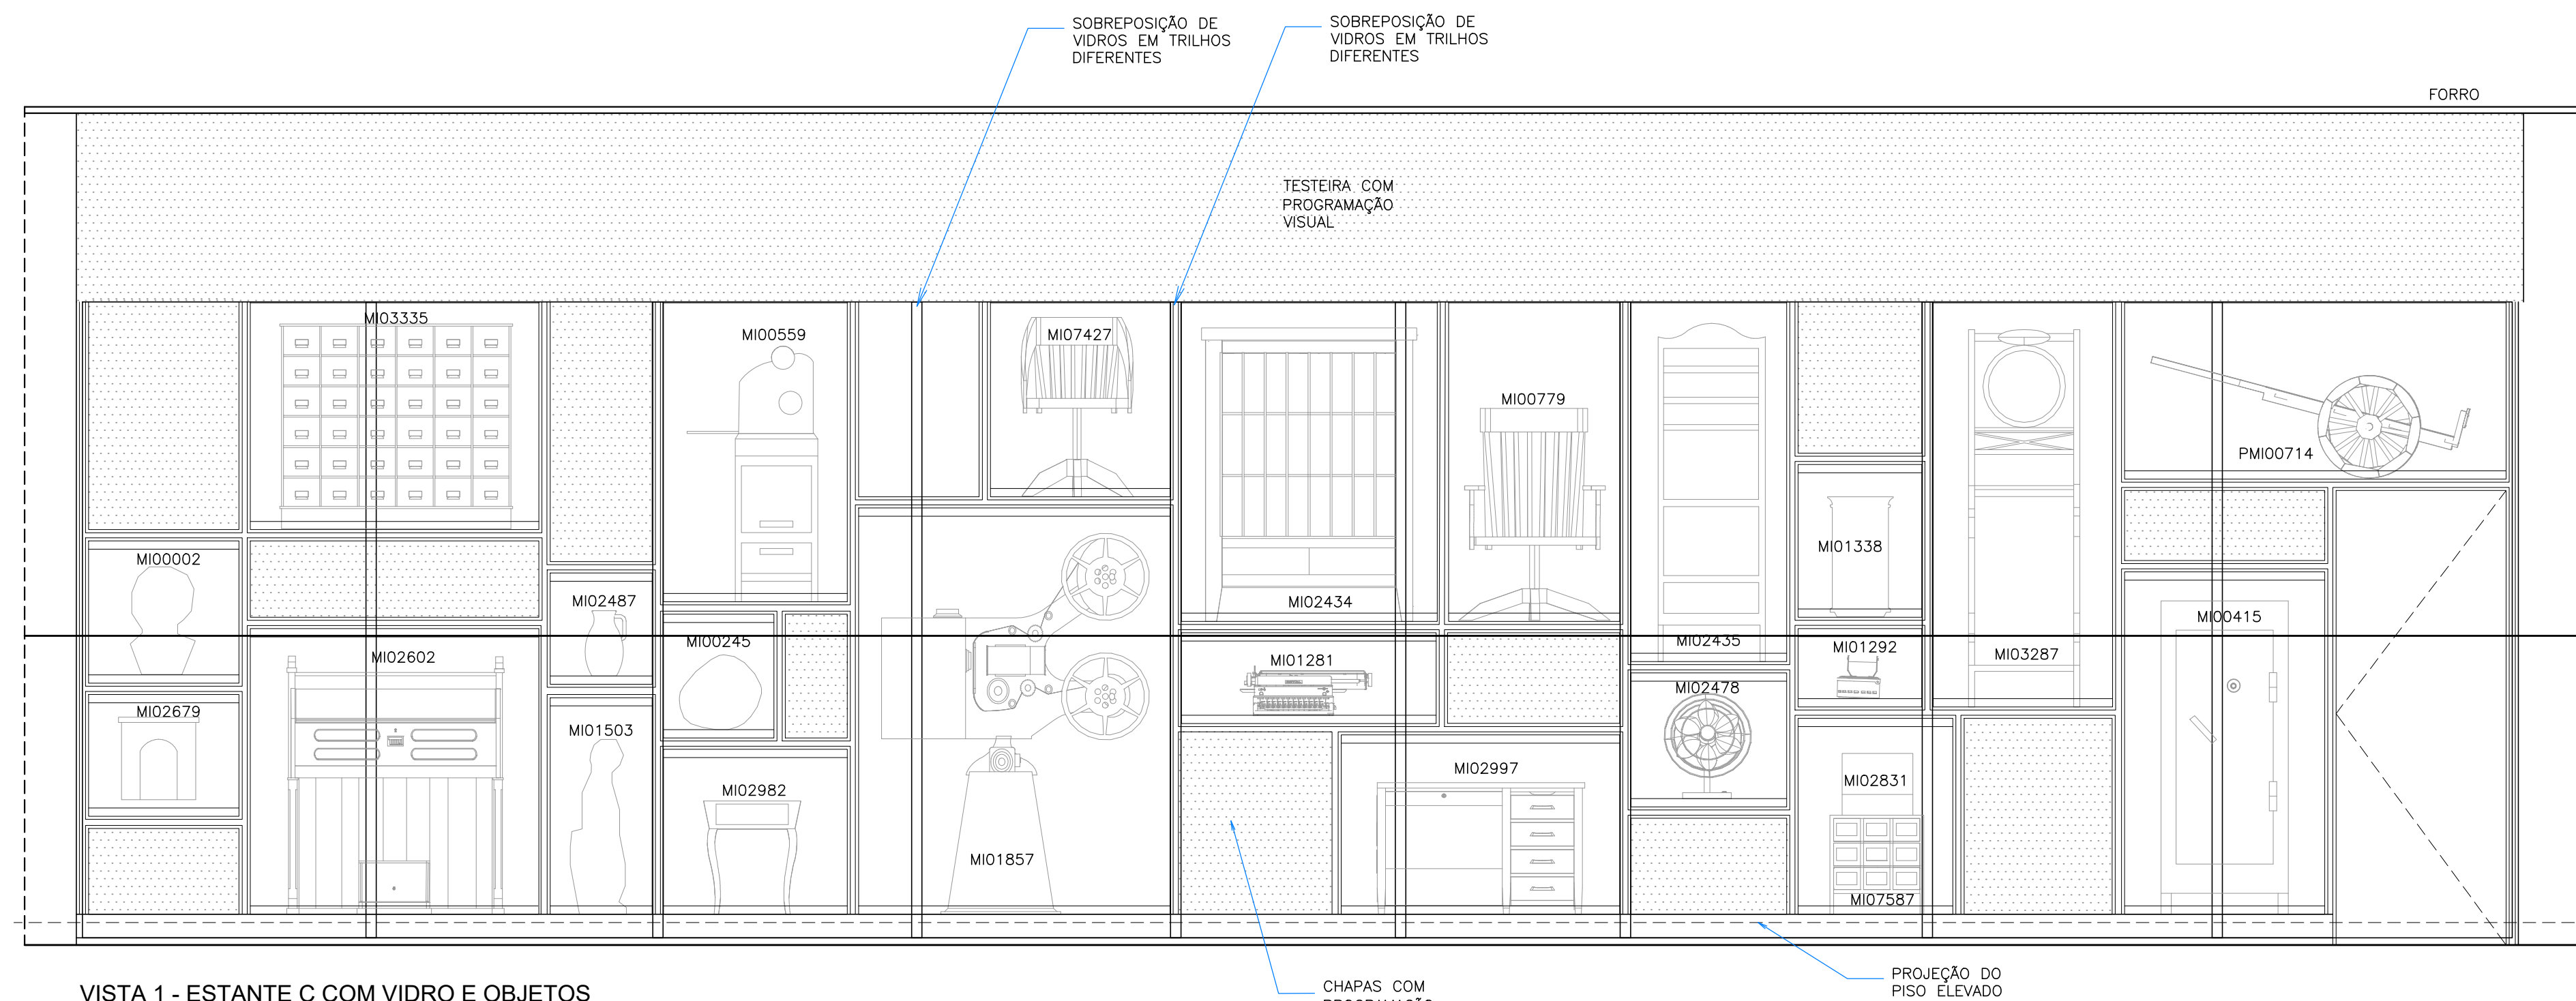 SOBREPOSIÇÃO DE
VIDROS EM TRILHOS
DIFERENTES
SOBREPOSIÇÃO DE
VIDROS EM TRILHOS
DIFERENTES
FORRO
TESTEIRA COM
PROGRAMAÇÃO
VISUAL
MI03335
MI00559
MI07427
MI00779
PMI00714
MI00002
MI02487
MI02434
MI01338
MI00415
MI00245
MI02435
MI01292
MI03287
MI02602
MI01281
MI02478
MI02679
MI01503
MI02997
MI02982
MI02831
MI01857
MI07587
PROJEÇÃO DO
PISO ELEVADO
CHAPAS COM
PROGRAMAÇÃO
VISTA 1 - ESTANTE C COM VIDRO E OBJETOS